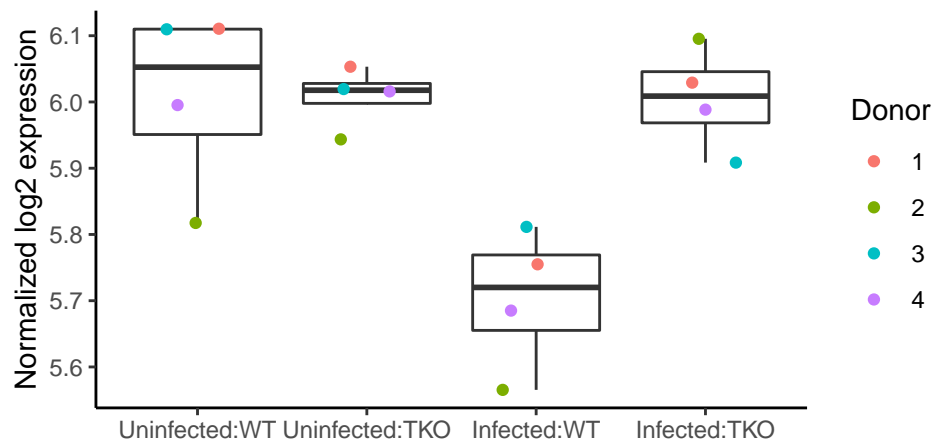 Normalized log2 expression
6.1
6.0
5.9
5.8
5.7
5.6
Uninfected:WT
Uninfected:TKO
Infected:WT
Infected:TKO
Donor
1
2
3
4